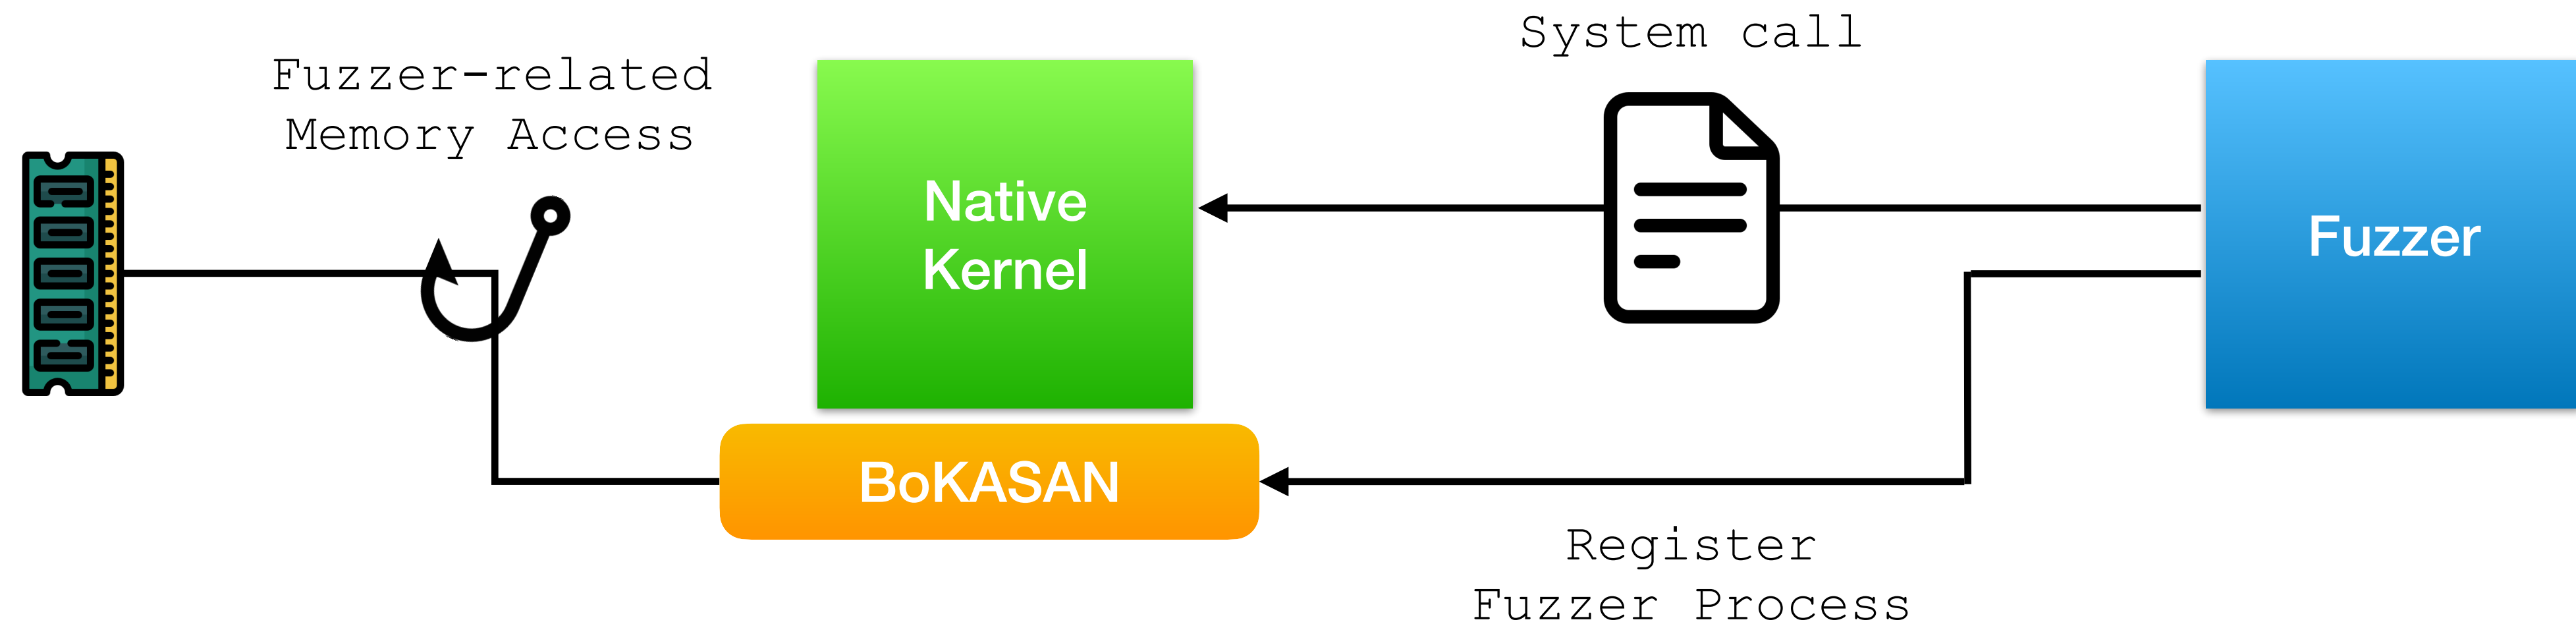 System call
Fuzzer-related
Memory Access
Native
Kernel
Fuzzer
BoKASAN
Register
Fuzzer Process